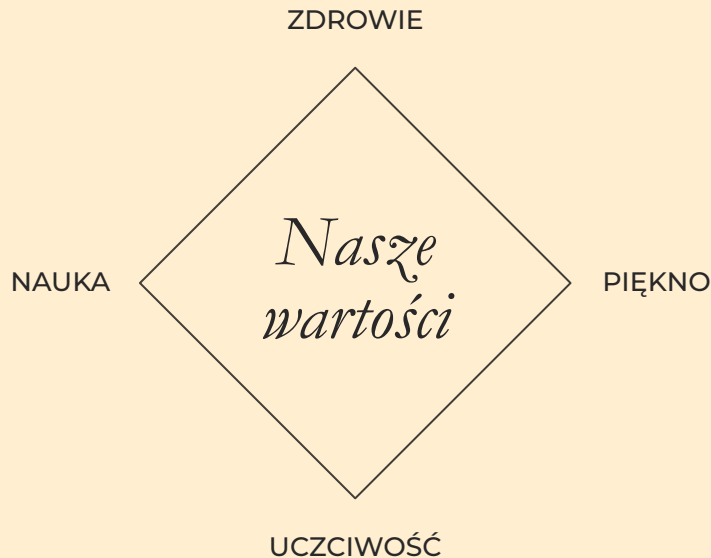 ZDROWIE
Nasze
wartości
NAUKA
PIĘKNO
UCZCIWOŚĆ